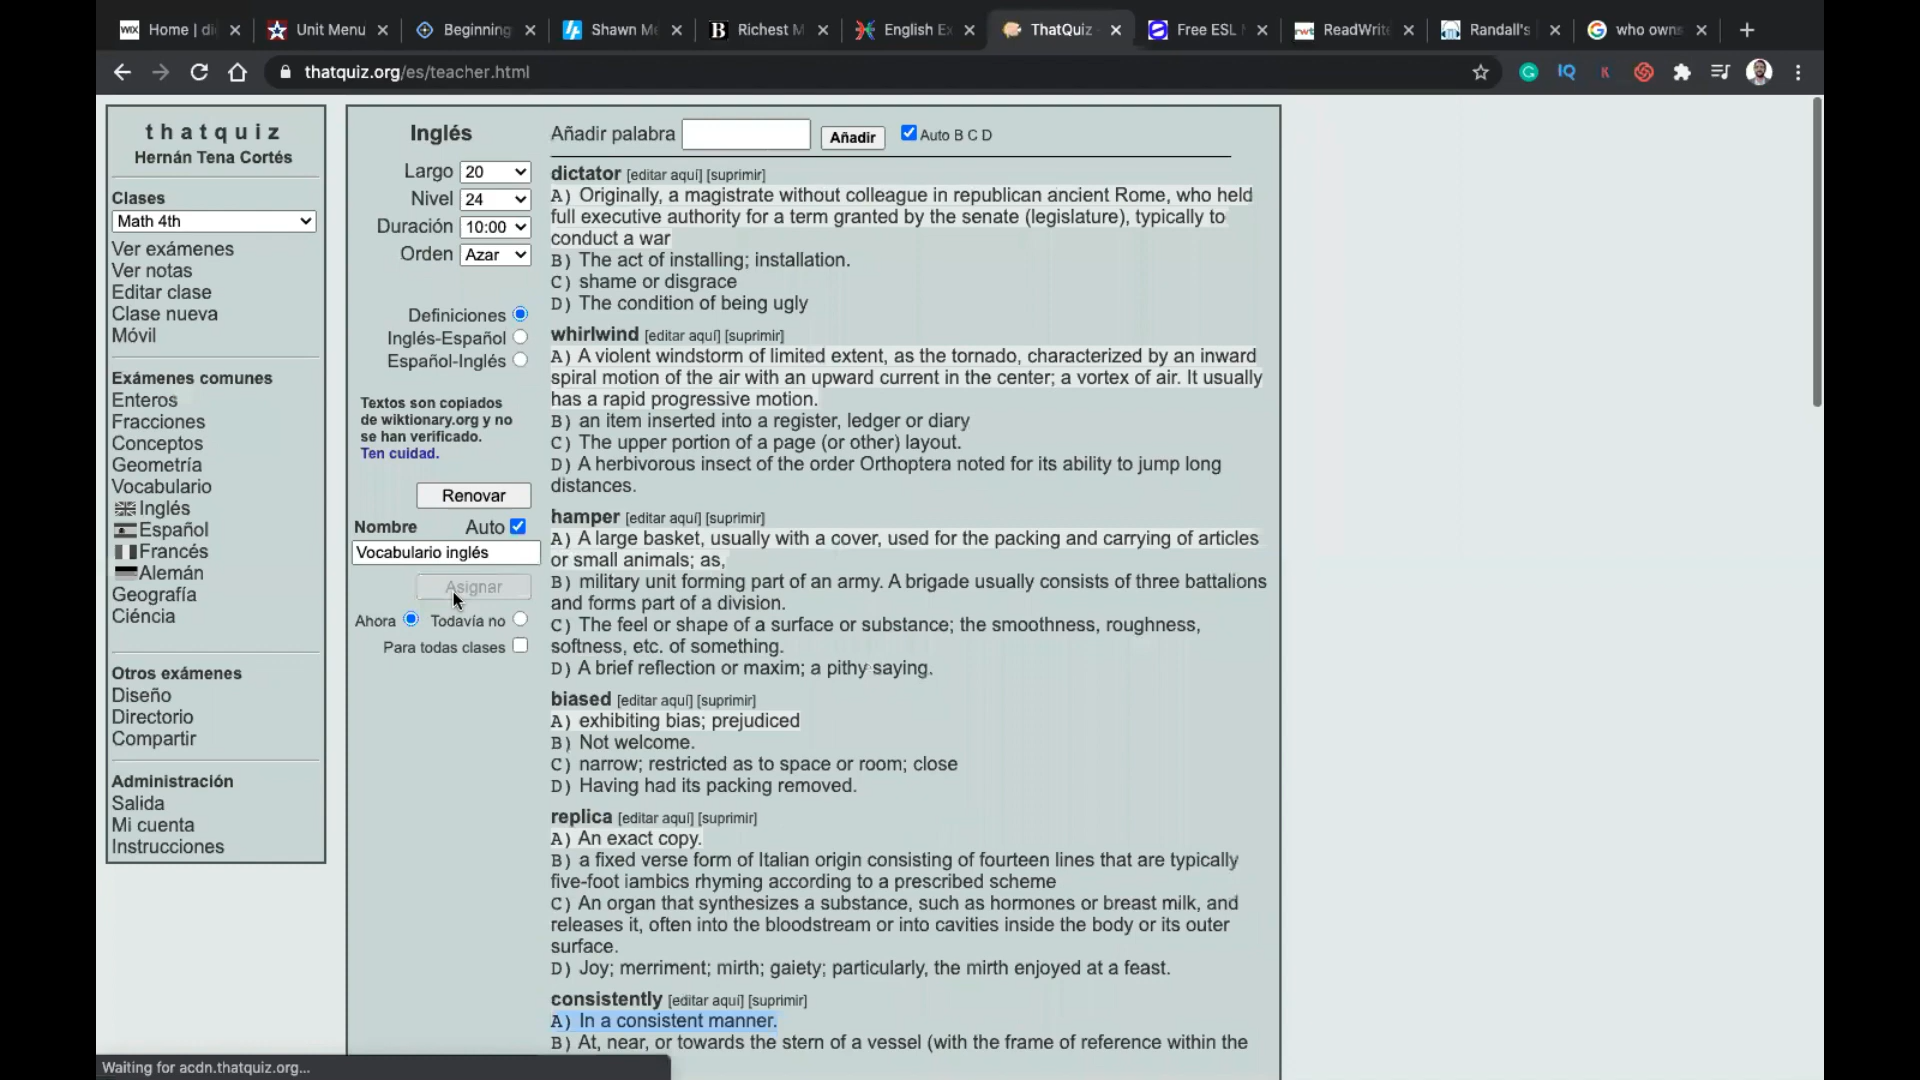 Home | di
Unit Menu
Beginning
Shawn Me
Richest M
English Ex
ThatQuiz
Free ESL
ReadWrite
Randall's
who owns
thatquiz.org/es/teacher.html
thatquiz
Hernán Tena Cortés
Clases
Math 4th
Ver exámenes
Ver notas
Editar clase
Clase nueva
Móvil
Exámenes comunes
Enteros
Fracciones
Conceptos
Geometría
Vocabulario
Inglés
Español
Francés
Alemán
Geografía
Ciéncia
Otros exámenes
Diseño
Directorio
Compartir
Administración
Salida
Mi cuenta
Instrucciones
Inglés
Largo 20
Nivel 24
Duración 10:00
Orden Azar
Definiciones
Inglés-Español
Español-Inglés
Textos son copiados
de wiktionary.org y no
se han verificado.
Ten cuidad.
Renovar
Nombre Auto
Vocabulario inglés
Asignar
Ahora Todavía no
Para todas clases
Añadir palabra Añadir Auto B C D
dictator [editar aquí] [suprimir]
A) Originally, a magistrate without colleague in republican ancient Rome, who held
full executive authority for a term granted by the senate (legislature), typically to
conduct a war
B) The act of installing; installation.
C) shame or disgrace
D) The condition of being ugly
whirlwind [editar aquí] [suprimir]
A) A violent windstorm of limited extent, as the tornado, characterized by an inward
spiral motion of the air with an upward current in the center; a vortex of air. It usually
has a rapid progressive motion.
B) an item inserted into a register, ledger or diary
C) The upper portion of a page (or other) layout.
D) A herbivorous insect of the order Orthoptera noted for its ability to jump long
distances.
hamper [editar aquí] [suprimir]
A) A large basket, usually with a cover, used for the packing and carrying of articles
or small animals; as,
B) military unit forming part of an army. A brigade usually consists of three battalions
and forms part of a division.
C) The feel or shape of a surface or substance; the smoothness, roughness,
softness, etc. of something.
D) A brief reflection or maxim; a pithy saying.
biased [editar aquí] [suprimir]
A) exhibiting bias; prejudiced
B) Not welcome.
C) narrow; restricted as to space or room; close
D) Having had its packing removed.
replica [editar aquí] [suprimir]
A) An exact copy.
B) a fixed verse form of Italian origin consisting of fourteen lines that are typically
five-foot iambics rhyming according to a prescribed scheme
C) An organ that synthesizes a substance, such as hormones or breast milk, and
releases it, often into the bloodstream or into cavities inside the body or its outer
surface.
D) Joy; merriment; mirth; gaiety; particularly, the mirth enjoyed at a feast.
consistently [editar aquí] [suprimir]
A) In a consistent manner.
B) At, near, or towards the stern of a vessel (with the frame of reference within the
Waiting for acdn.thatquiz.org...